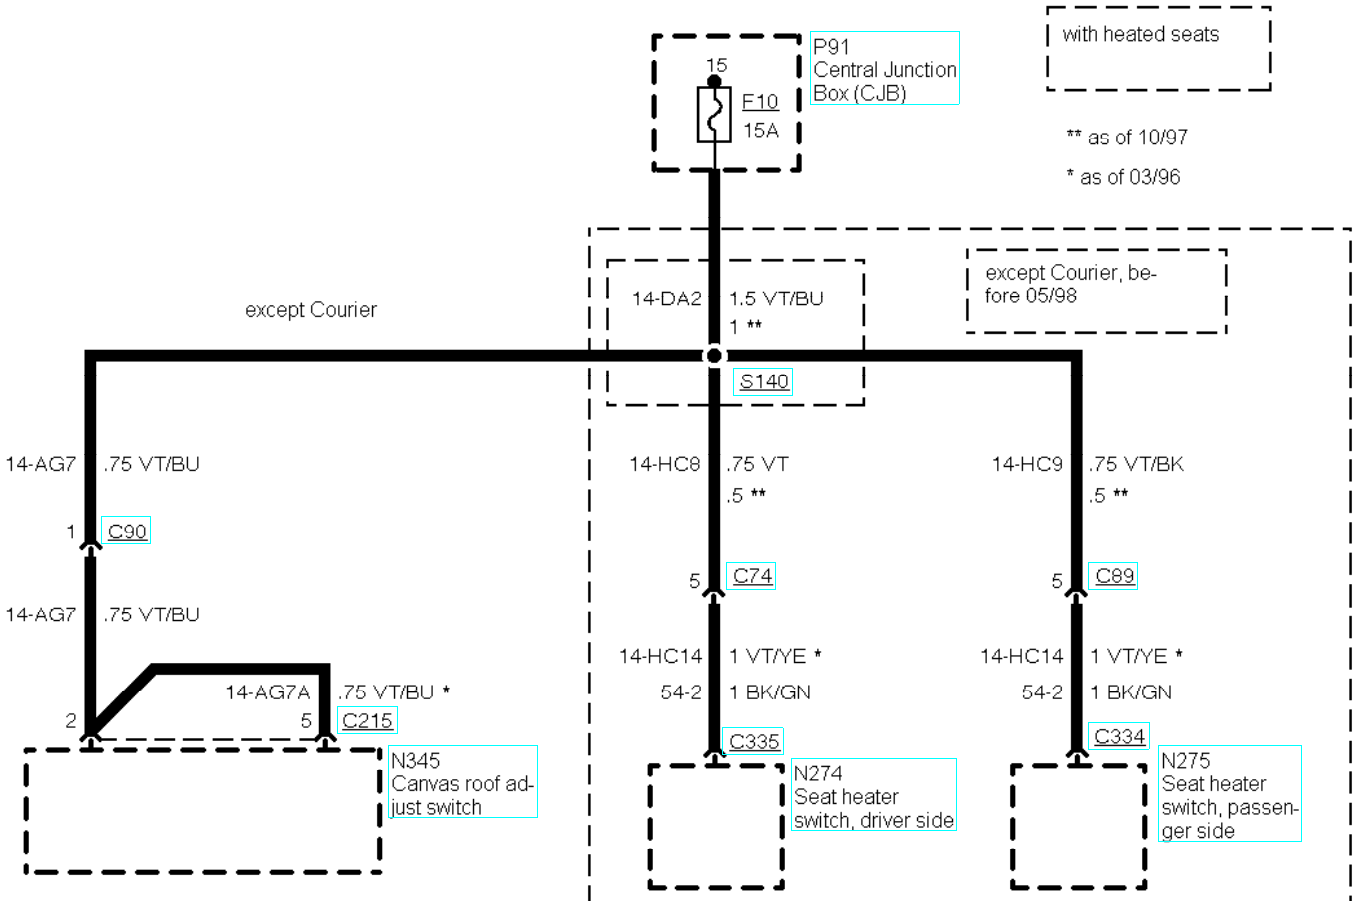 with heated seats
P91
Central Junction
Box (CJB)
15
F10
15A
** as of 10/97
* as of 03/96
except Courier, be-
fore 05/98
14-DA2 1.5 VT/BU
1 **
except Courier
S140
14-AG7 .75 VT/BU
14-HC8 .75 VT
.5 **
14-HC9 .75 VT/BK
.5 **
1 C90
5 C74
5 C89
14-AG7 .75 VT/BU
14-HC14 1 VT/YE *
54-2 1 BK/GN
14-HC14 1 VT/YE *
54-2 1 BK/GN
14-AG7A .75 VT/BU *
2
5 C215
C335
C334
N345
Canvas roof ad-
just switch
N274
Seat heater
switch, driver side
N275
Seat heater
switch, passen-
ger side